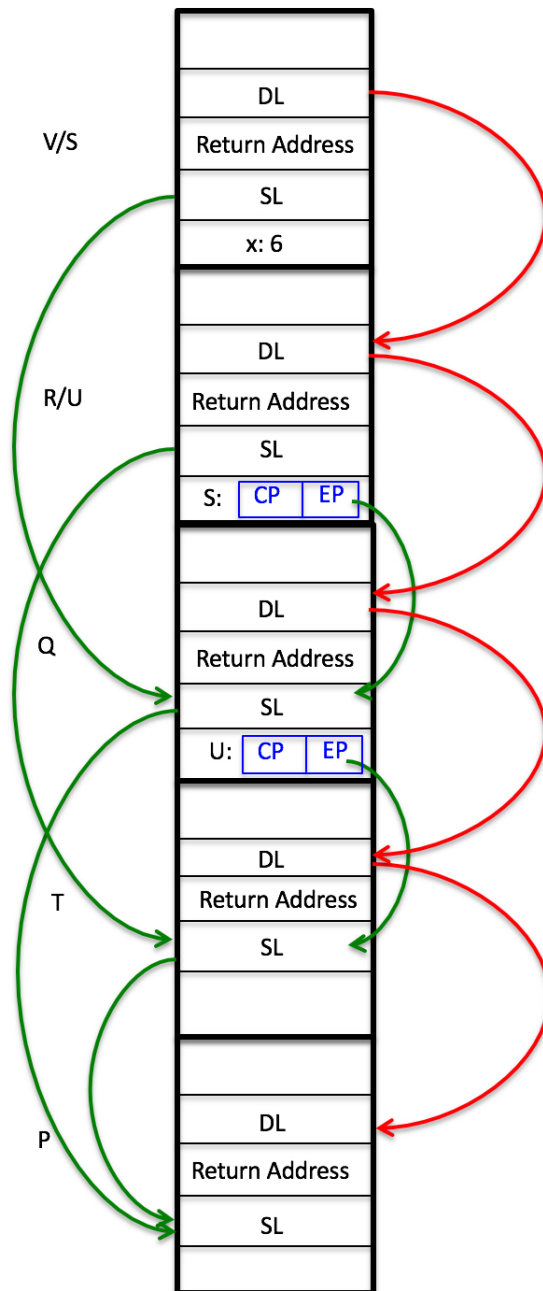 DL
V/S
Return Address
SL
x: 6
DL
R/U
Return Address
SL
S: CP EP
DL
Q
Return Address
SL
U: CP EP
DL
T
Return Address
SL
DL
P
Return Address
SL